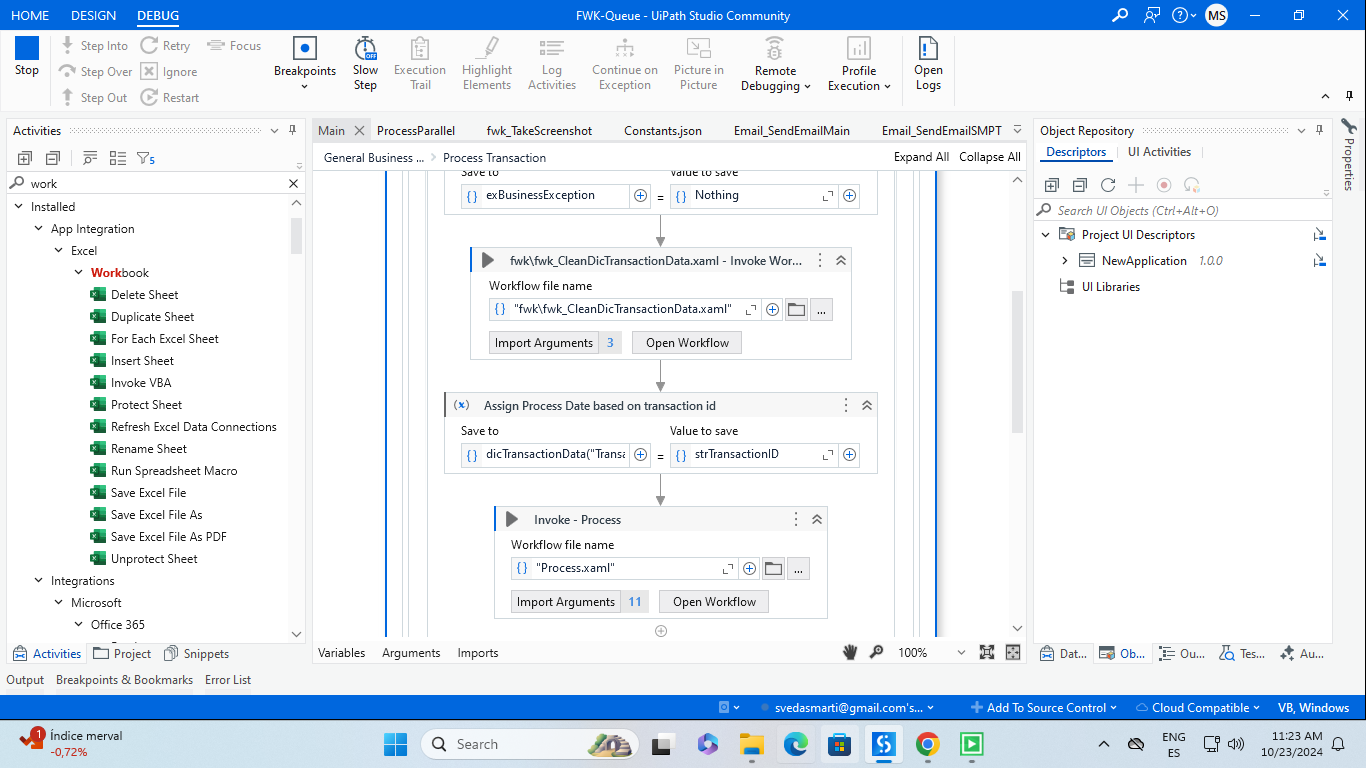 HOME DESIGN DEBUG
FWK-Queue - UiPath Studio Community
MS
Stop
Step Into
Step Over
Step Out
Retry
Ignore
Restart
Focus
Breakpoints
Slow Step
OFF
Execution Trail
Highlight Elements
Log Activities
Continue on Exception
Picture in Picture
Remote Debugging
Profile Execution
Open Logs
Activities
5
work
Installed
App Integration
Excel
Workbook
Delete Sheet
Duplicate Sheet
For Each Excel Sheet
Insert Sheet
Invoke VBA
Protect Sheet
Refresh Excel Data Connections
Rename Sheet
Run Spreadsheet Macro
Save Excel File
Save Excel File As
Save Excel File As PDF
Unprotect Sheet
Integrations
Microsoft
Office 365
Activities Project Snippets
Main ProcessParallel fwk_TakeScreenshot Constants.json Email_SendEmailMain Email_SendEmailSMPT
General Business ... > Process Transaction
Expand All Collapse All
Save to Value to save
exBusinessException = Nothing
fwk\fwk_CleanDicTransactionData.xaml - Invoke Wor...
Workflow file name
"fwk\fwk_CleanDicTransactionData.xaml"
...
Import Arguments 3 Open Workflow
Assign Process Date based on transaction id
Save to Value to save
dicTransactionData("Transa = strTransactionID
Invoke - Process
Workflow file name
"Process.xaml"
...
Import Arguments 11 Open Workflow
Variables Arguments Imports
100%
Object Repository
Descriptors UI Activities
Search UI Objects (Ctrl+Alt+O)
Project UI Descriptors
NewApplication 1.0.0
UI Libraries
Dat... Ob... Ou... Tes... Au...
Properties
Output Breakpoints & Bookmarks Error List
svedasmarti@gmail.com's... Add To Source Control Cloud Compatible VB, Windows
1
Índice merval
-0,72%
Search
ENG
ES
11:23 AM
10/23/2024